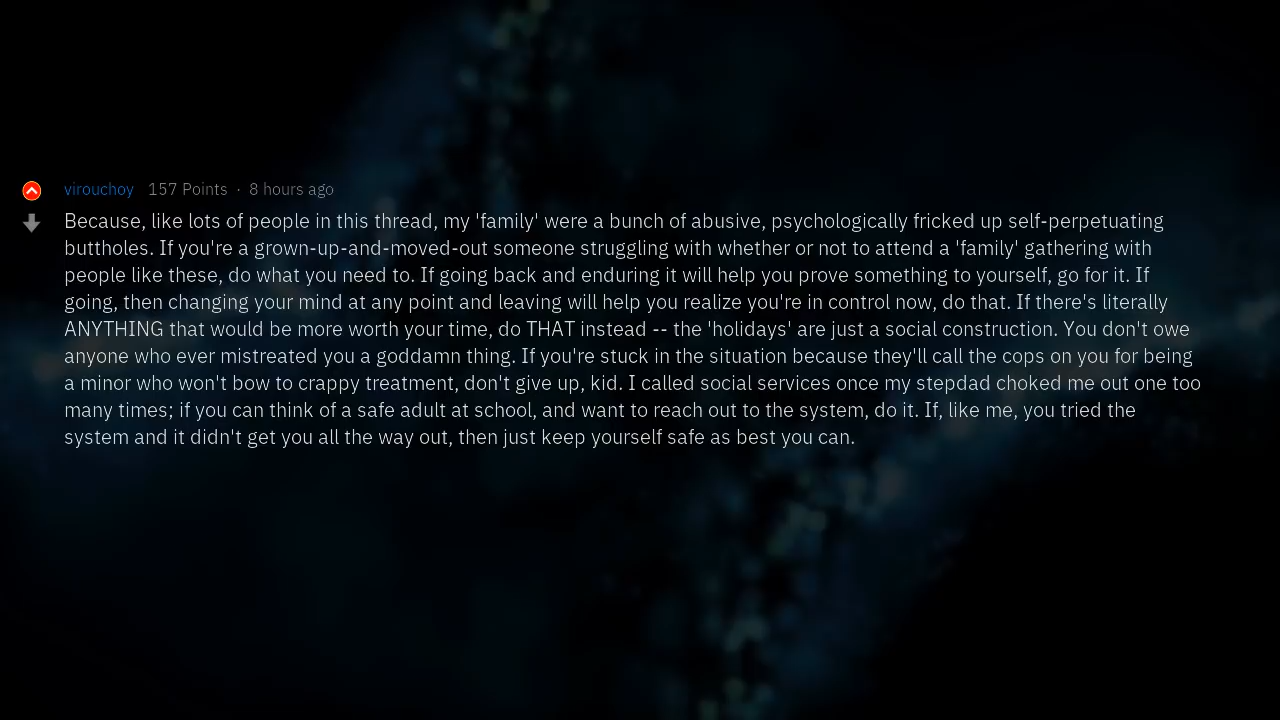 virouchoy 157 Points · 8 hours ago
Because, like lots of people in this thread, my 'family' were a bunch of abusive, psychologically fricked up self-perpetuating
buttholes. If you're a grown-up-and-moved-out someone struggling with whether or not to attend a 'family' gathering with
people like these, do what you need to. If going back and enduring it will help you prove something to yourself, go for it. If
going, then changing your mind at any point and leaving will help you realize you're in control now, do that. If there's literally
ANYTHING that would be more worth your time, do THAT instead -- the 'holidays' are just a social construction. You don't owe
anyone who ever mistreated you a goddamn thing. If you're stuck in the situation because they'll call the cops on you for being
a minor who won't bow to crappy treatment, don't give up, kid. I called social services once my stepdad choked me out one too
many times; if you can think of a safe adult at school, and want to reach out to the system, do it. If, like me, you tried the
system and it didn't get you all the way out, then just keep yourself safe as best you can.